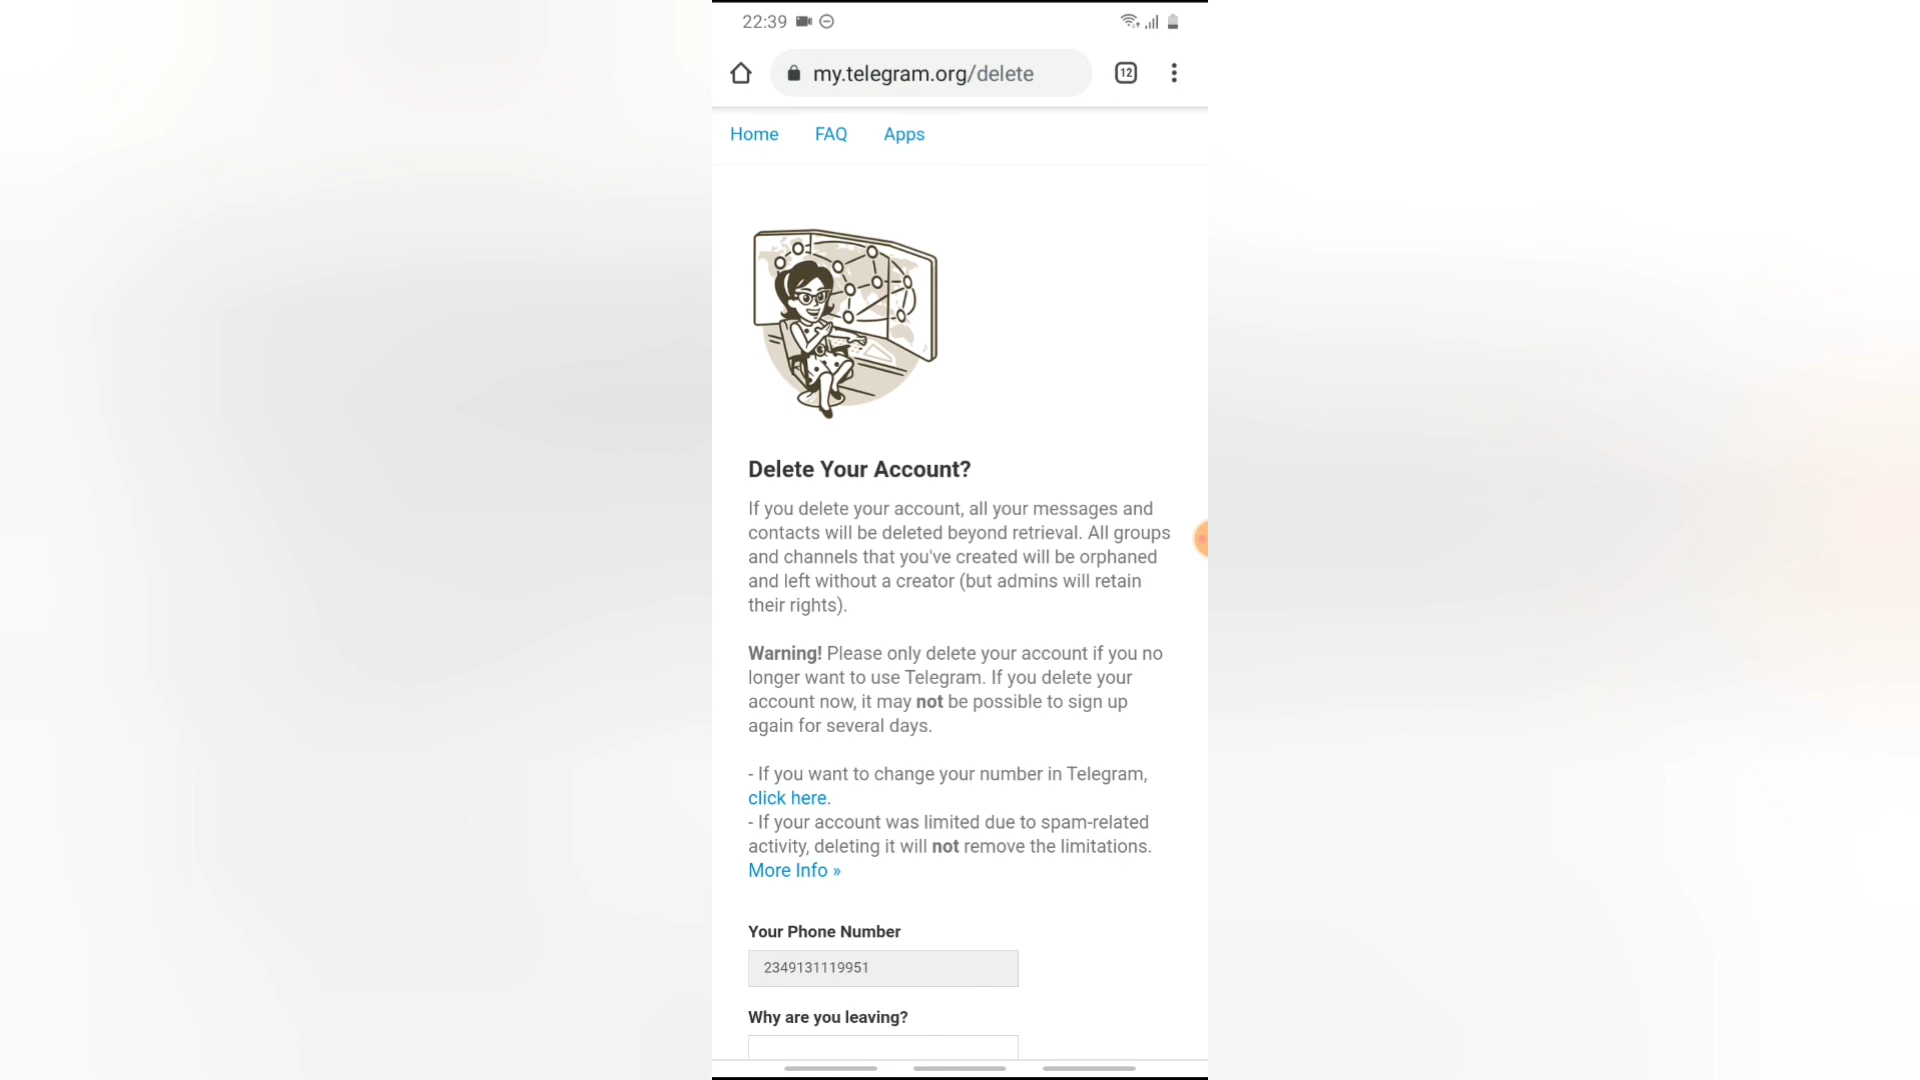 22:39
my.telegram.org/delete
12
Home FAQ Apps
Delete Your Account?
If you delete your account, all your messages and
contacts will be deleted beyond retrieval. All groups
and channels that you've created will be orphaned
and left without a creator (but admins will retain
their rights).
Warning! Please only delete your account if you no
longer want to use Telegram. If you delete your
account now, it may not be possible to sign up
again for several days.
- If you want to change your number in Telegram,
click here.
- If your account was limited due to spam-related
activity, deleting it will not remove the limitations.
More Info »
Your Phone Number
2349131119951
Why are you leaving?